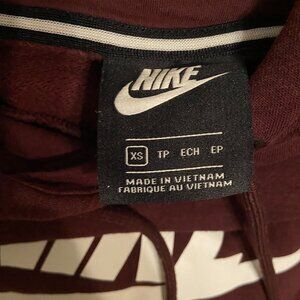 NIKE
XS TP ECH EP
MADE IN VIETNAM
FABRIQUE AU VIETNAM